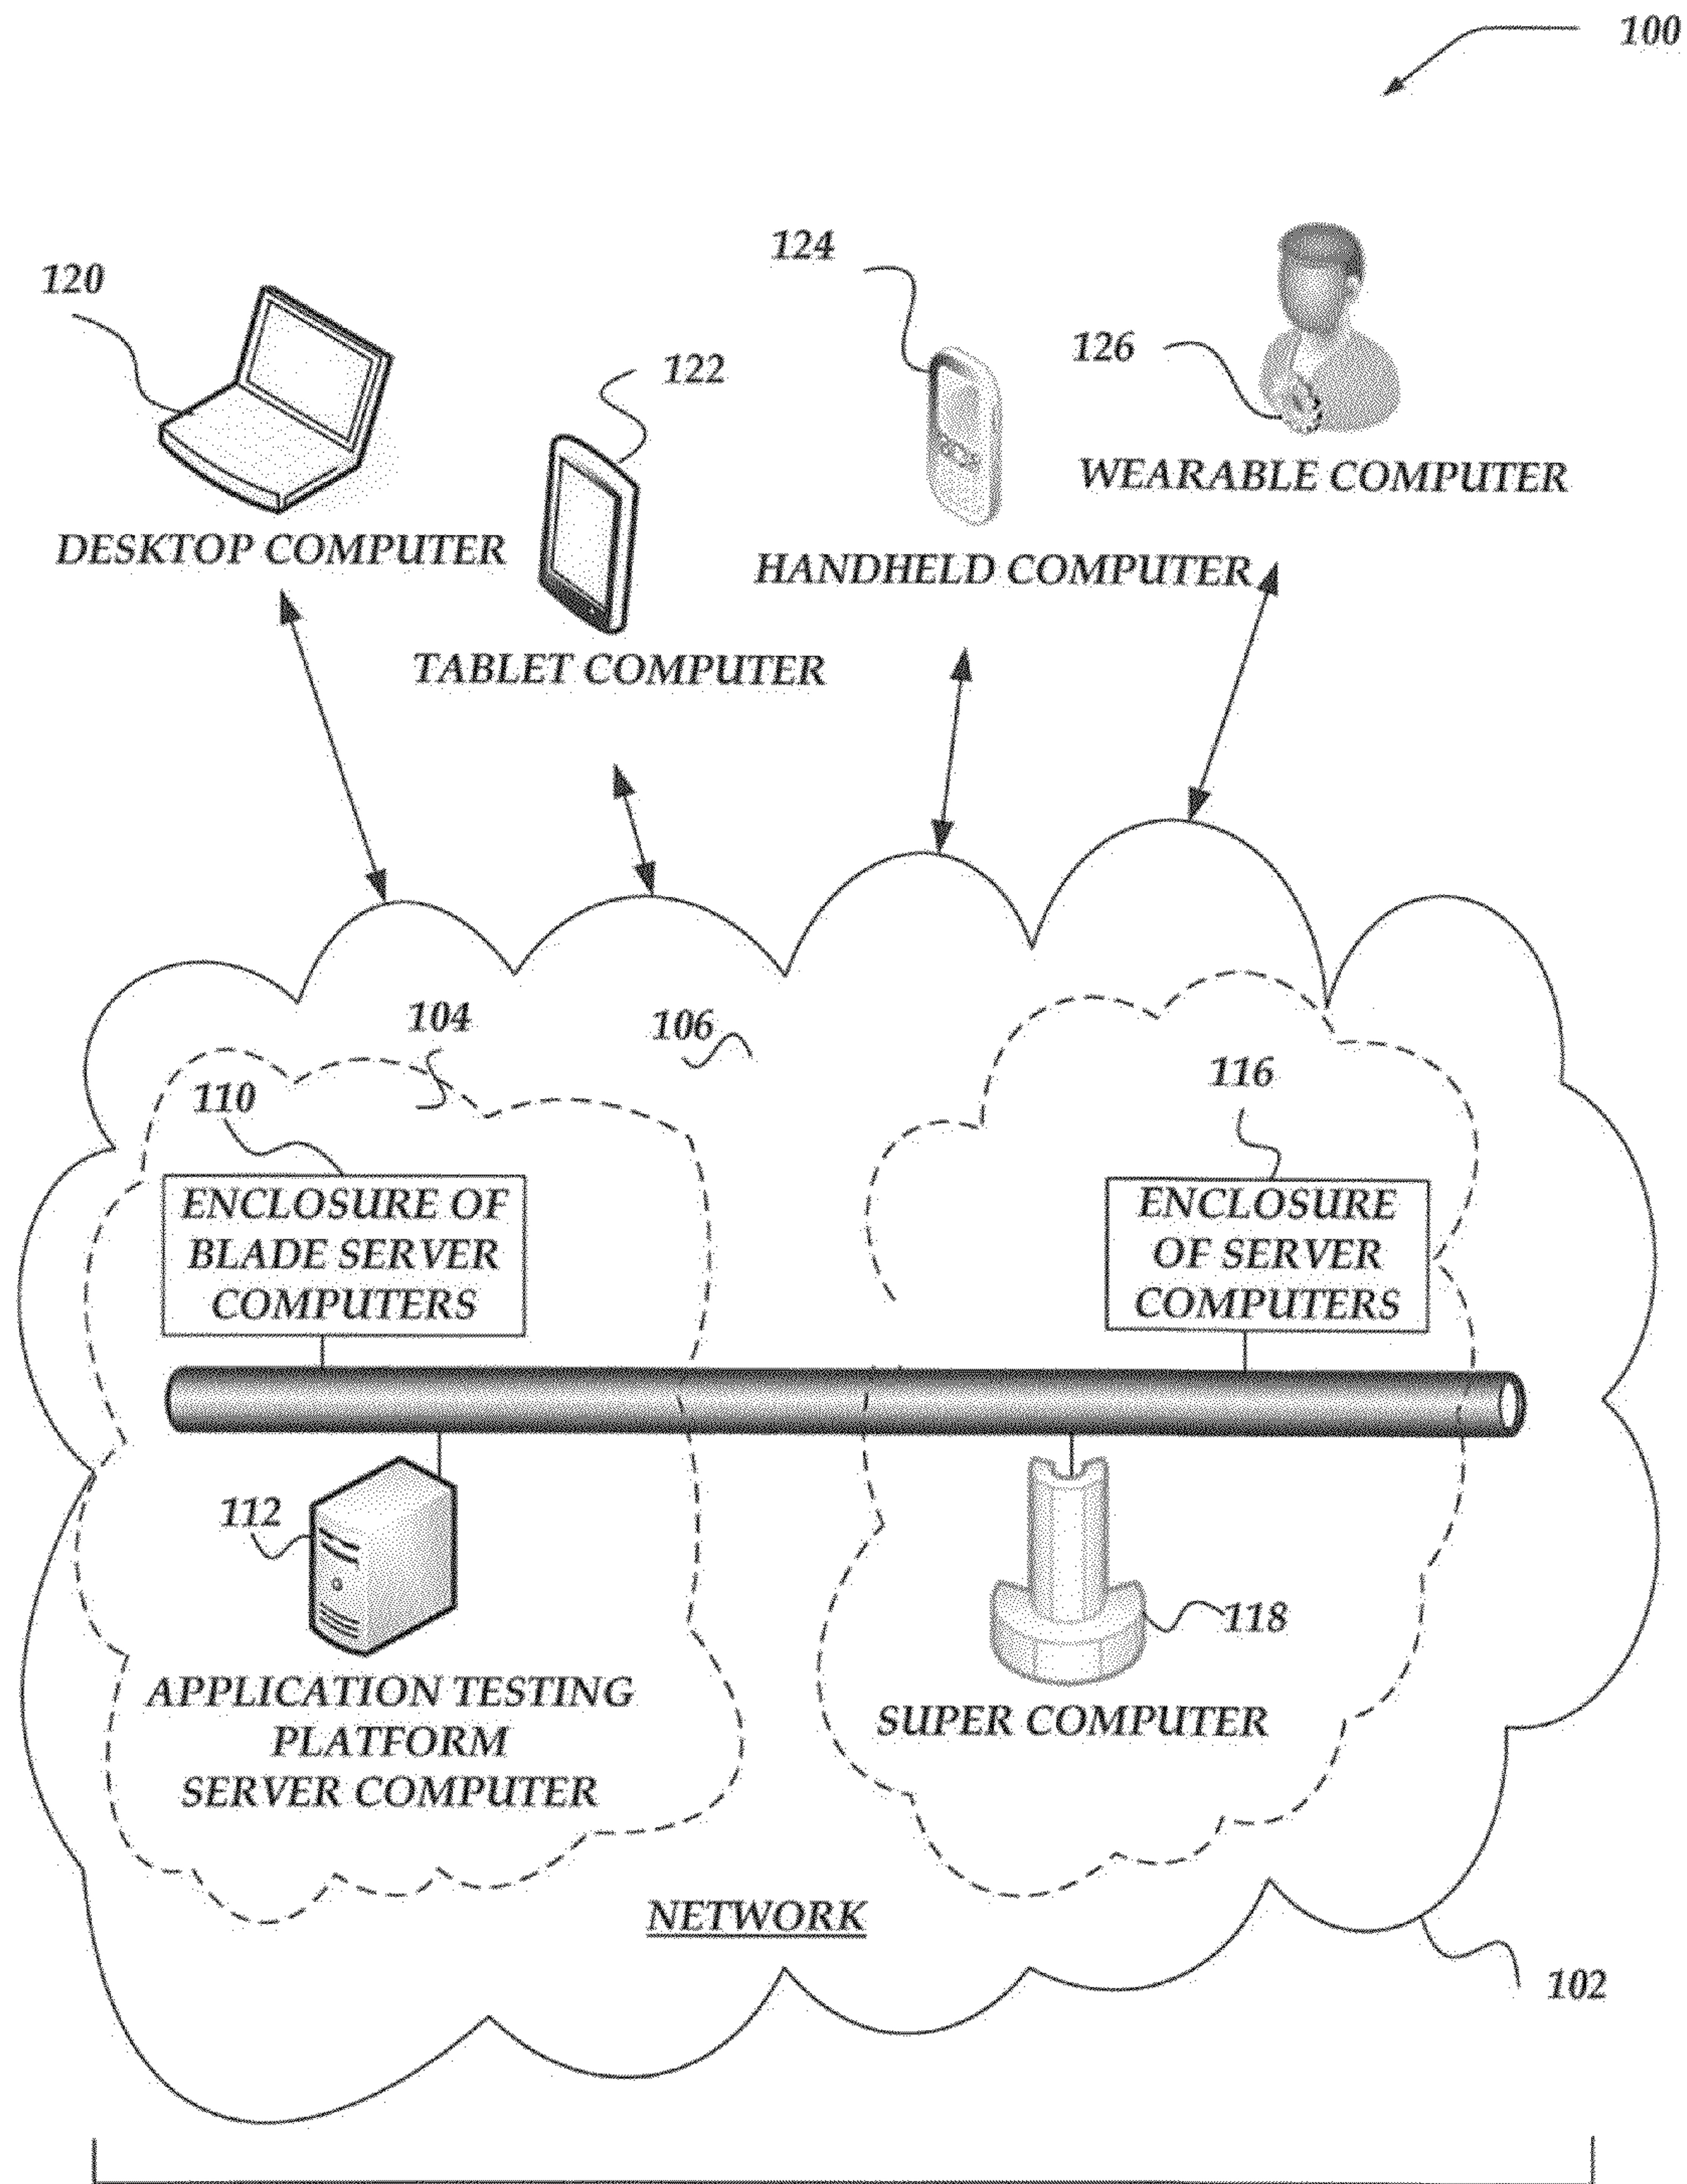 100
124
120
126
122
WEARABLE COMPUTER
DESKTOP COMPUTER
HANDHELD COMPUTER
TABLET COMPUTER
104
106
116
110
ENCLOSURE OF
BLADE SERVER
COMPUTERS
ENCLOSURE
OF SERVER
COMPUTERS
112
118
APPLICATION TESTING
PLATFORM
SERVER COMPUTER
SUPER COMPUTER
NETWORK
102